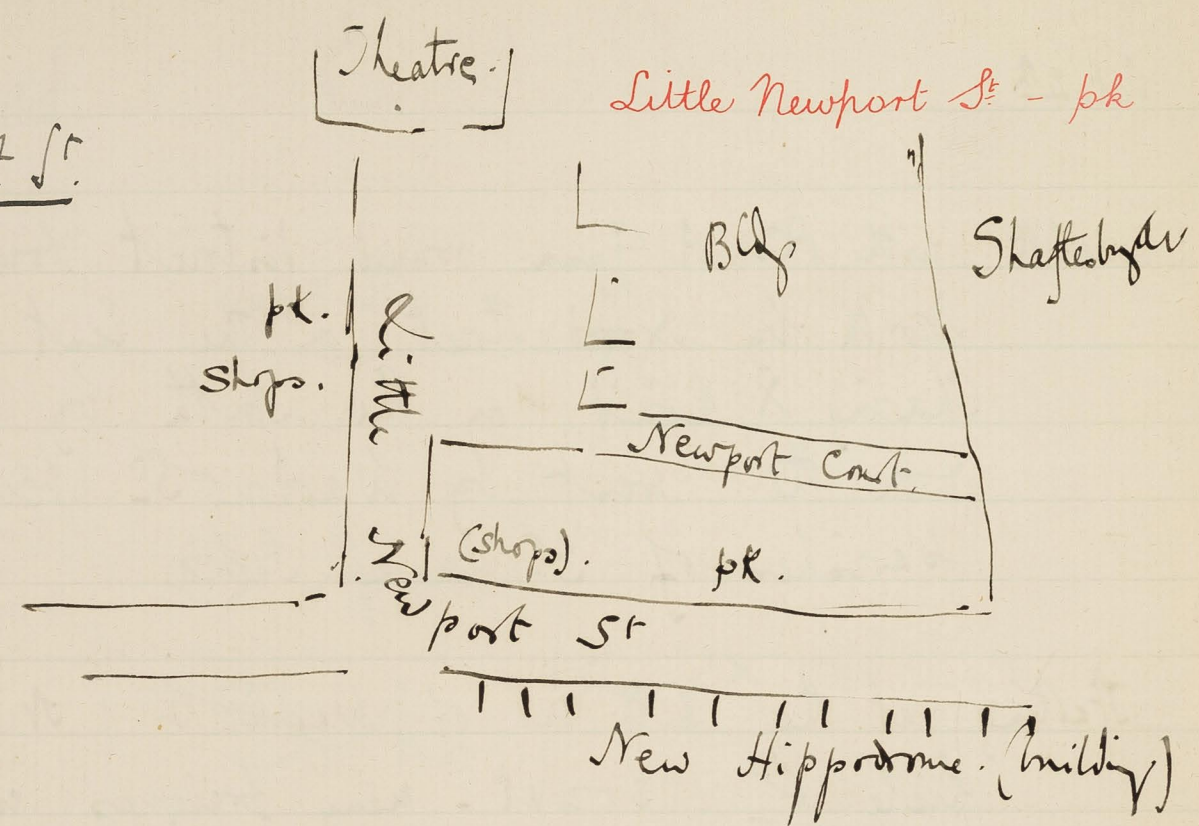 Theatre.
Little Newport St. - pk
St.
Bldg
Shaftesbury Av
pk.
Shops.
Little Newport St
Newport Court.
(shops).
pk.
New Hippodrome. (building)